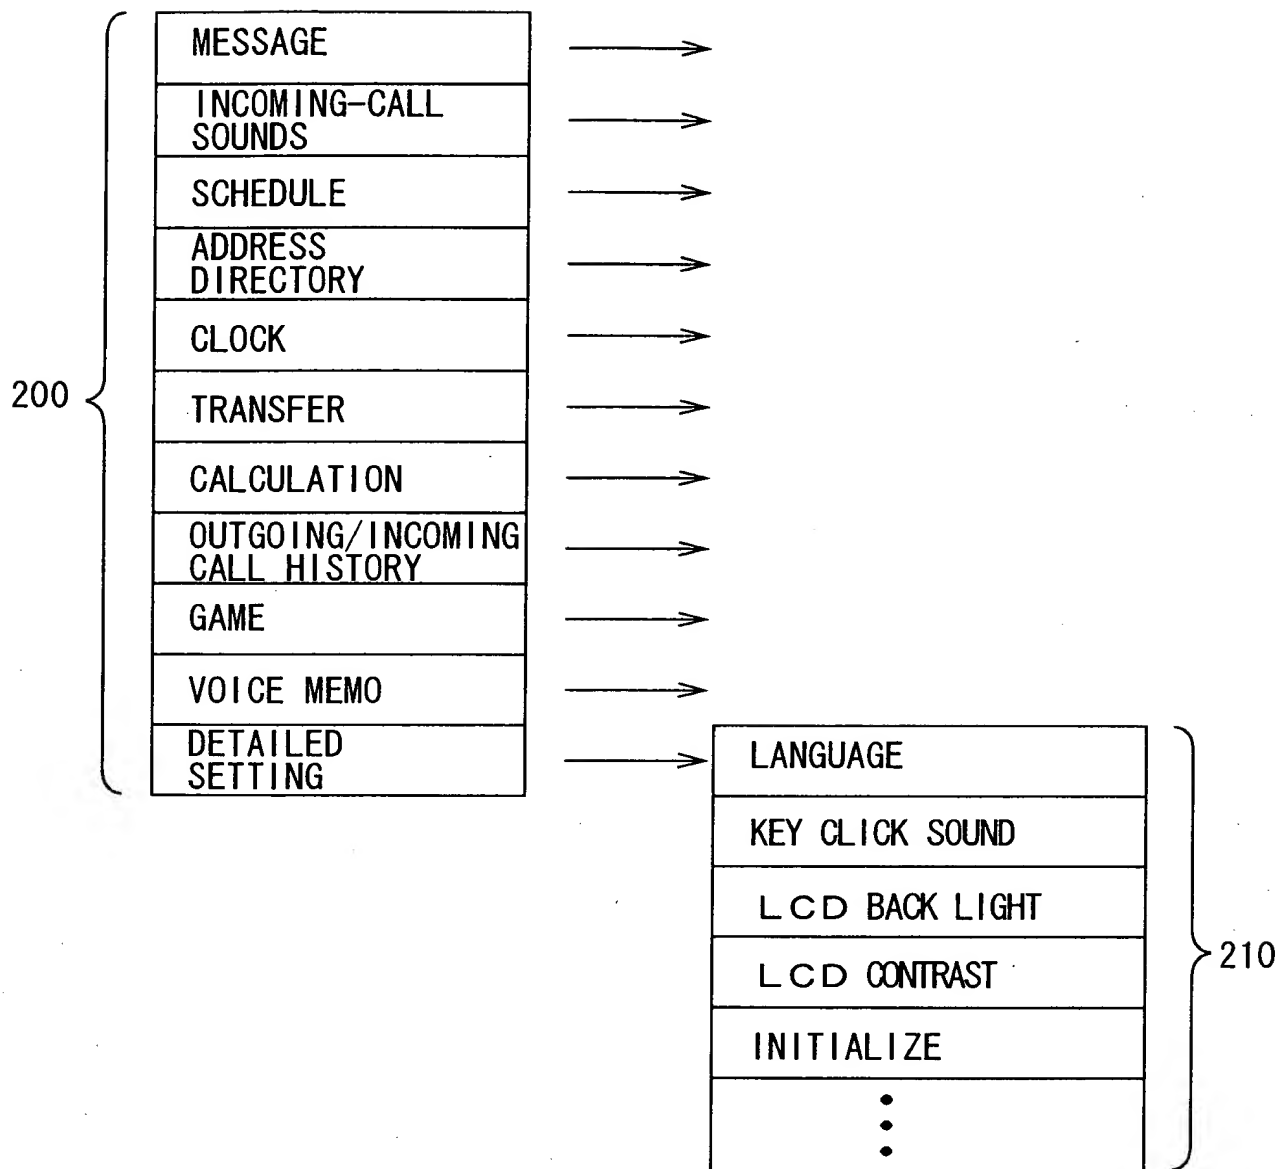 MESSAGE
INCOMING-CALL
SOUNDS
SCHEDULE
ADDRESS
DIRECTORY
CLOCK
200
TRANSFER
CALCULATION
OUTGOING/INCOMING
CALL HISTORY
GAME
VOICE MEMO
DETAILED
SETTING
LANGUAGE
KEY CLICK SOUND
LCD BACK LIGHT
LCD CONTRAST
210
INITIALIZE